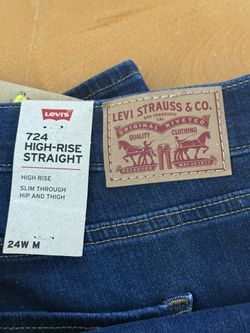 Levi's
724
HIGH-RISE
STRAIGHT
HIGH RISE
SLIM THROUGH
HIP AND THIGH
24W M
LEVI STRAUSS & CO.
SAN FRANCISCO
CAL
ORIGINAL RIVETED
QUALITY CLOTHING